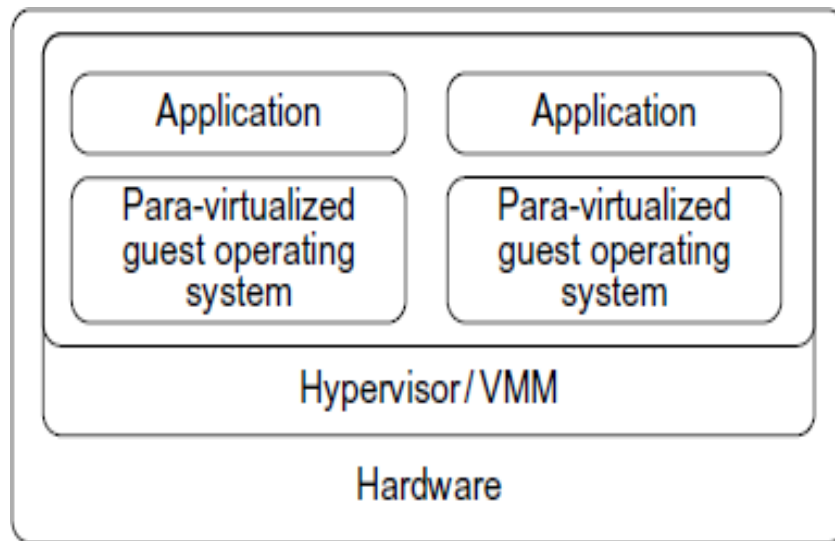 Application
Application
Para-virtualized
guest operating
system
Para-virtualized
guest operating
system
Hypervisor/ VMM
Hardware